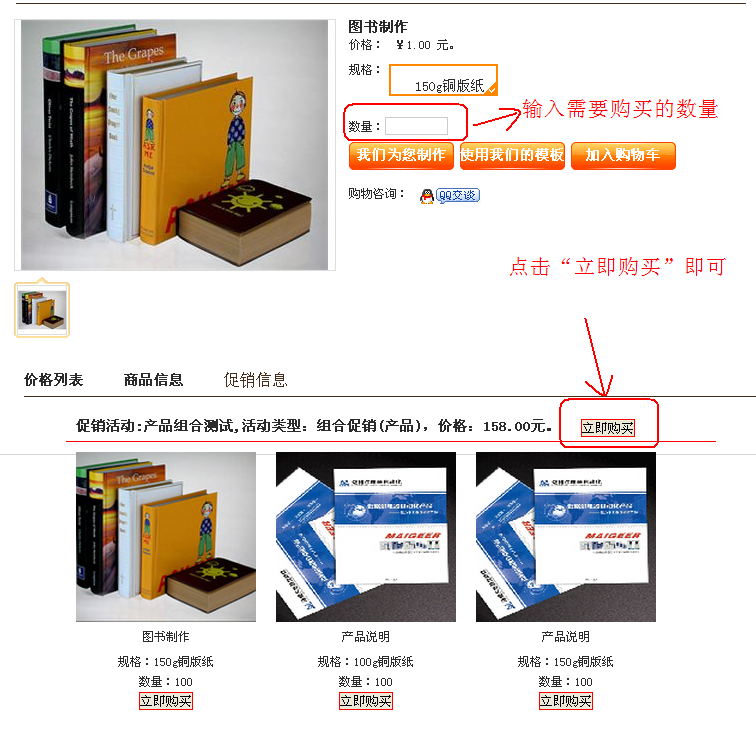 图书制作
价格： ￥1.00 元。
规格：
150g铜版纸
数量：
输入需要购买的数量
我们为您制作 使用我们的模板 加入购物车
购物咨询： QQ交谈
The Grapes
ASK ME
点击“立即购买”即可
价格列表 商品信息 促销信息
促销活动:产品组合测试,活动类型：组合促销(产品)，价格：158.00元。 立即购买
The Grapes
MAIGEER
MAIGEER
图书制作 产品说明 产品说明
规格：150g铜版纸 规格：100g铜版纸 规格：150g铜版纸
数量：100 数量：100 数量：100
立即购买 立即购买 立即购买